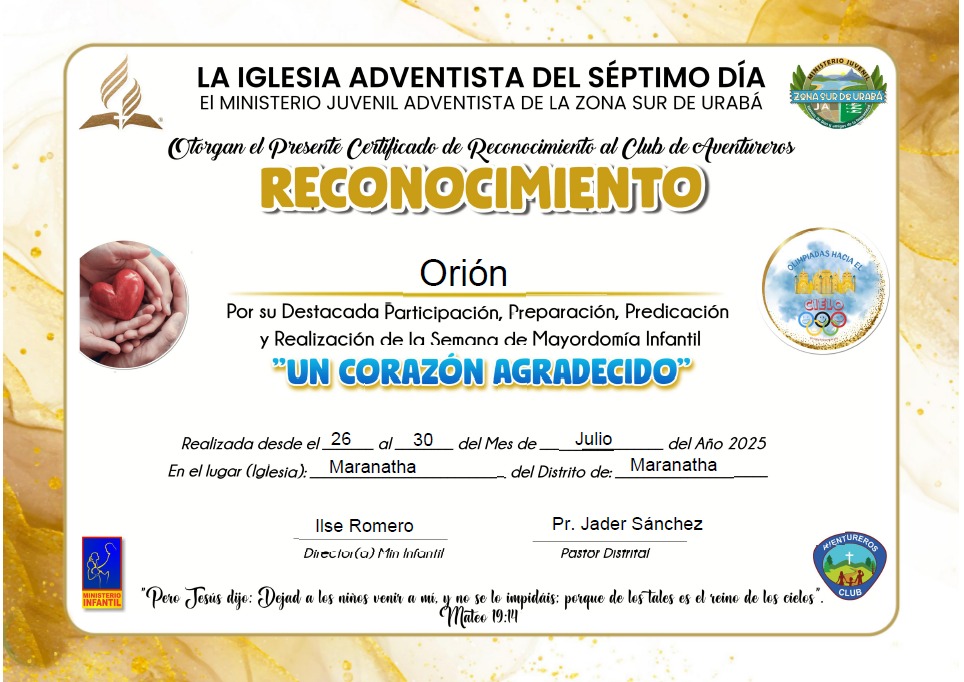 LA IGLESIA ADVENTISTA DEL SÉPTIMO DÍA
El MINISTERIO JUVENIL ADVENTISTA DE LA ZONA SUR DE URABÁ
MINISTERIO JUVENIL
ZONA SUR DE URABÁ
JA
Otorgan el Presente Certificado de Reconocimiento al Club de Aventureros
RECONOCIMIENTO
Orión
OLIMPIADAS HACIA EL
CIELO
Por su Destacada Participación, Preparación, Predicación
y Realización de la Semana de Mayordomía Infantil
"UN CORAZÓN AGRADECIDO"
Realizada desde el 26 al 30 del Mes de Julio del Año 2025
En el lugar (Iglesia): Maranatha, del Distrito de: Maranatha
Ilse Romero Pr. Jader Sánchez
Director(a) Min Infantil Pastor Distrital
MINISTERIO
INFANTIL
AVENTUREROS
CLUB
"Pero Jesús dijo: Dejad a los niños venir a mí, y no se lo impidáis; porque de los tales es el reino de los cielos".
Mateo 19:14